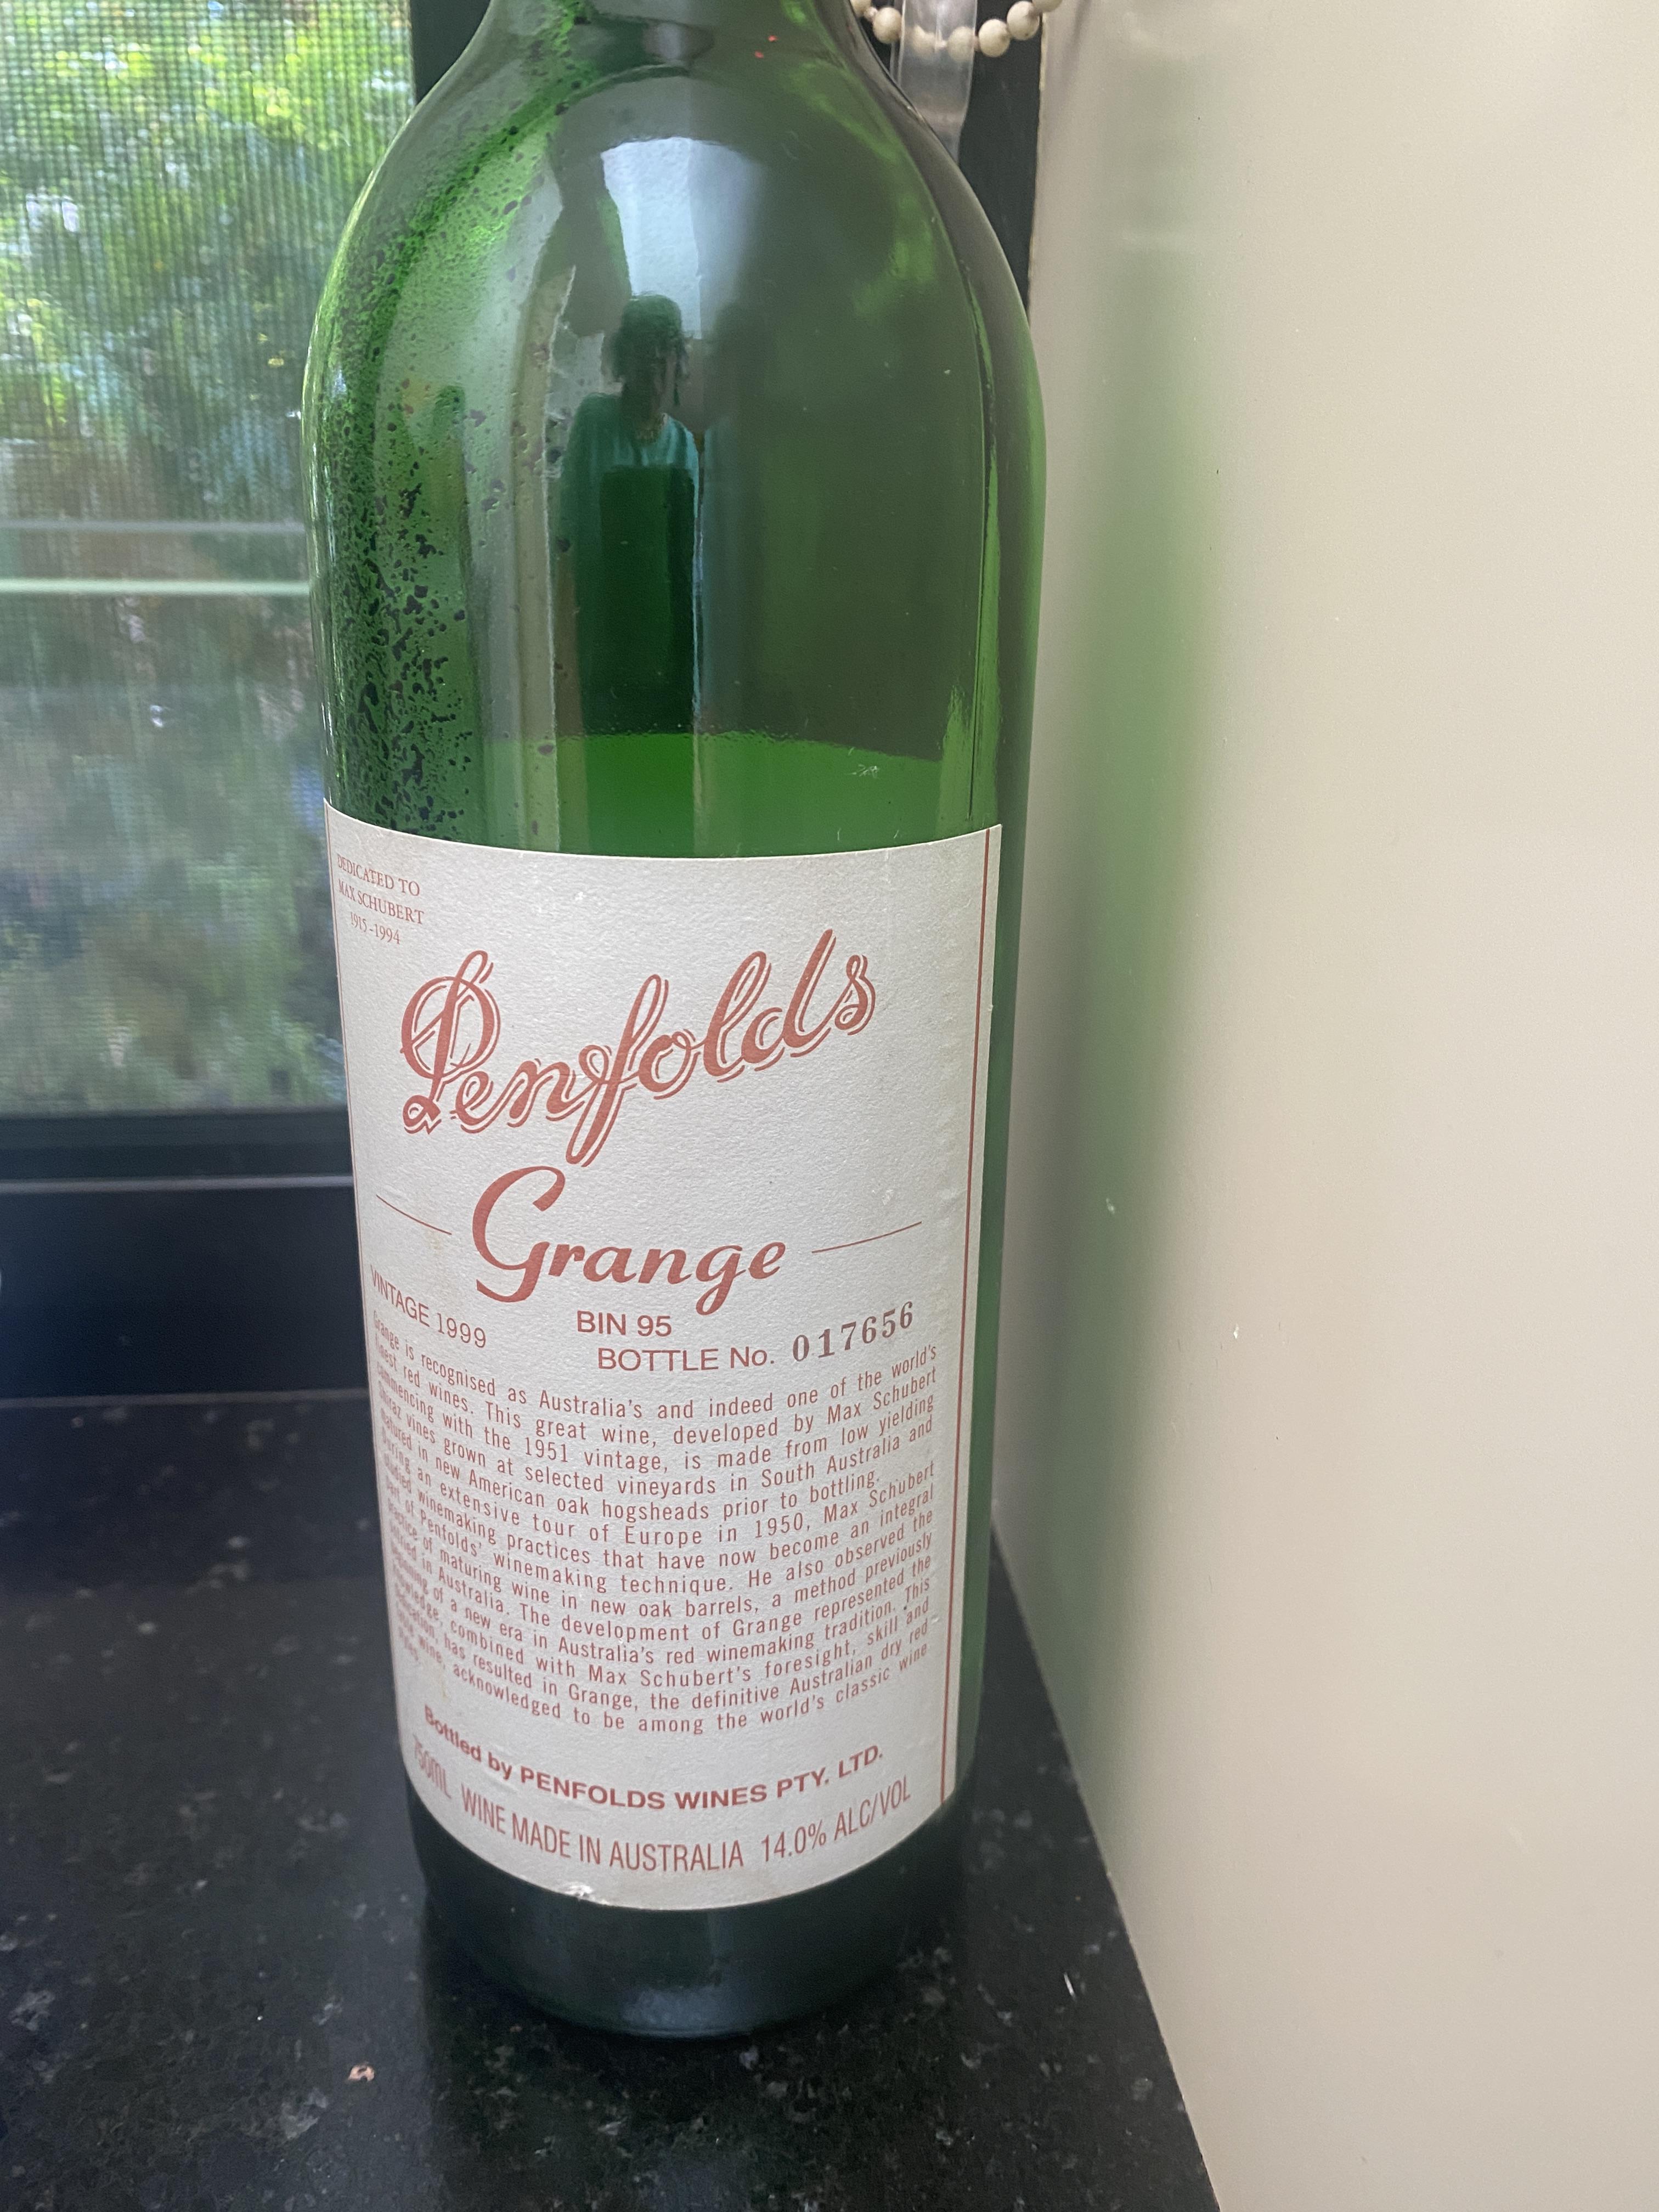 DEDICATED TO
MAX SCHUBERT
1915-1994
Penfolds
Grange
VINTAGE 1999
BIN 95
BOTTLE No. 017656
Grange is recognised as Australia's and indeed one of the world's
finest red wines. This great wine, developed by Max Schubert
commencing with the 1951 vintage, is made from low yielding
Shiraz vines grown at selected vineyards in South Australia and
matured in new American oak hogsheads prior to bottling.
During an extensive tour of Europe in 1950, Max Schubert
studied winemaking practices that have now become an integral
part of Penfolds' winemaking technique. He also observed the
practice of maturing wine in new oak barrels, a method previously
untried in Australia. The development of Grange represented the
beginning of a new era in Australia's red winemaking tradition. This
knowledge, combined with Max Schubert's foresight, skill and
dedication, has resulted in Grange, the definitive Australian dry red
table wine, acknowledged to be among the world's classic wine
styles.
Bottled by PENFOLDS WINES PTY. LTD.
750ML WINE MADE IN AUSTRALIA 14.0% ALC/VOL